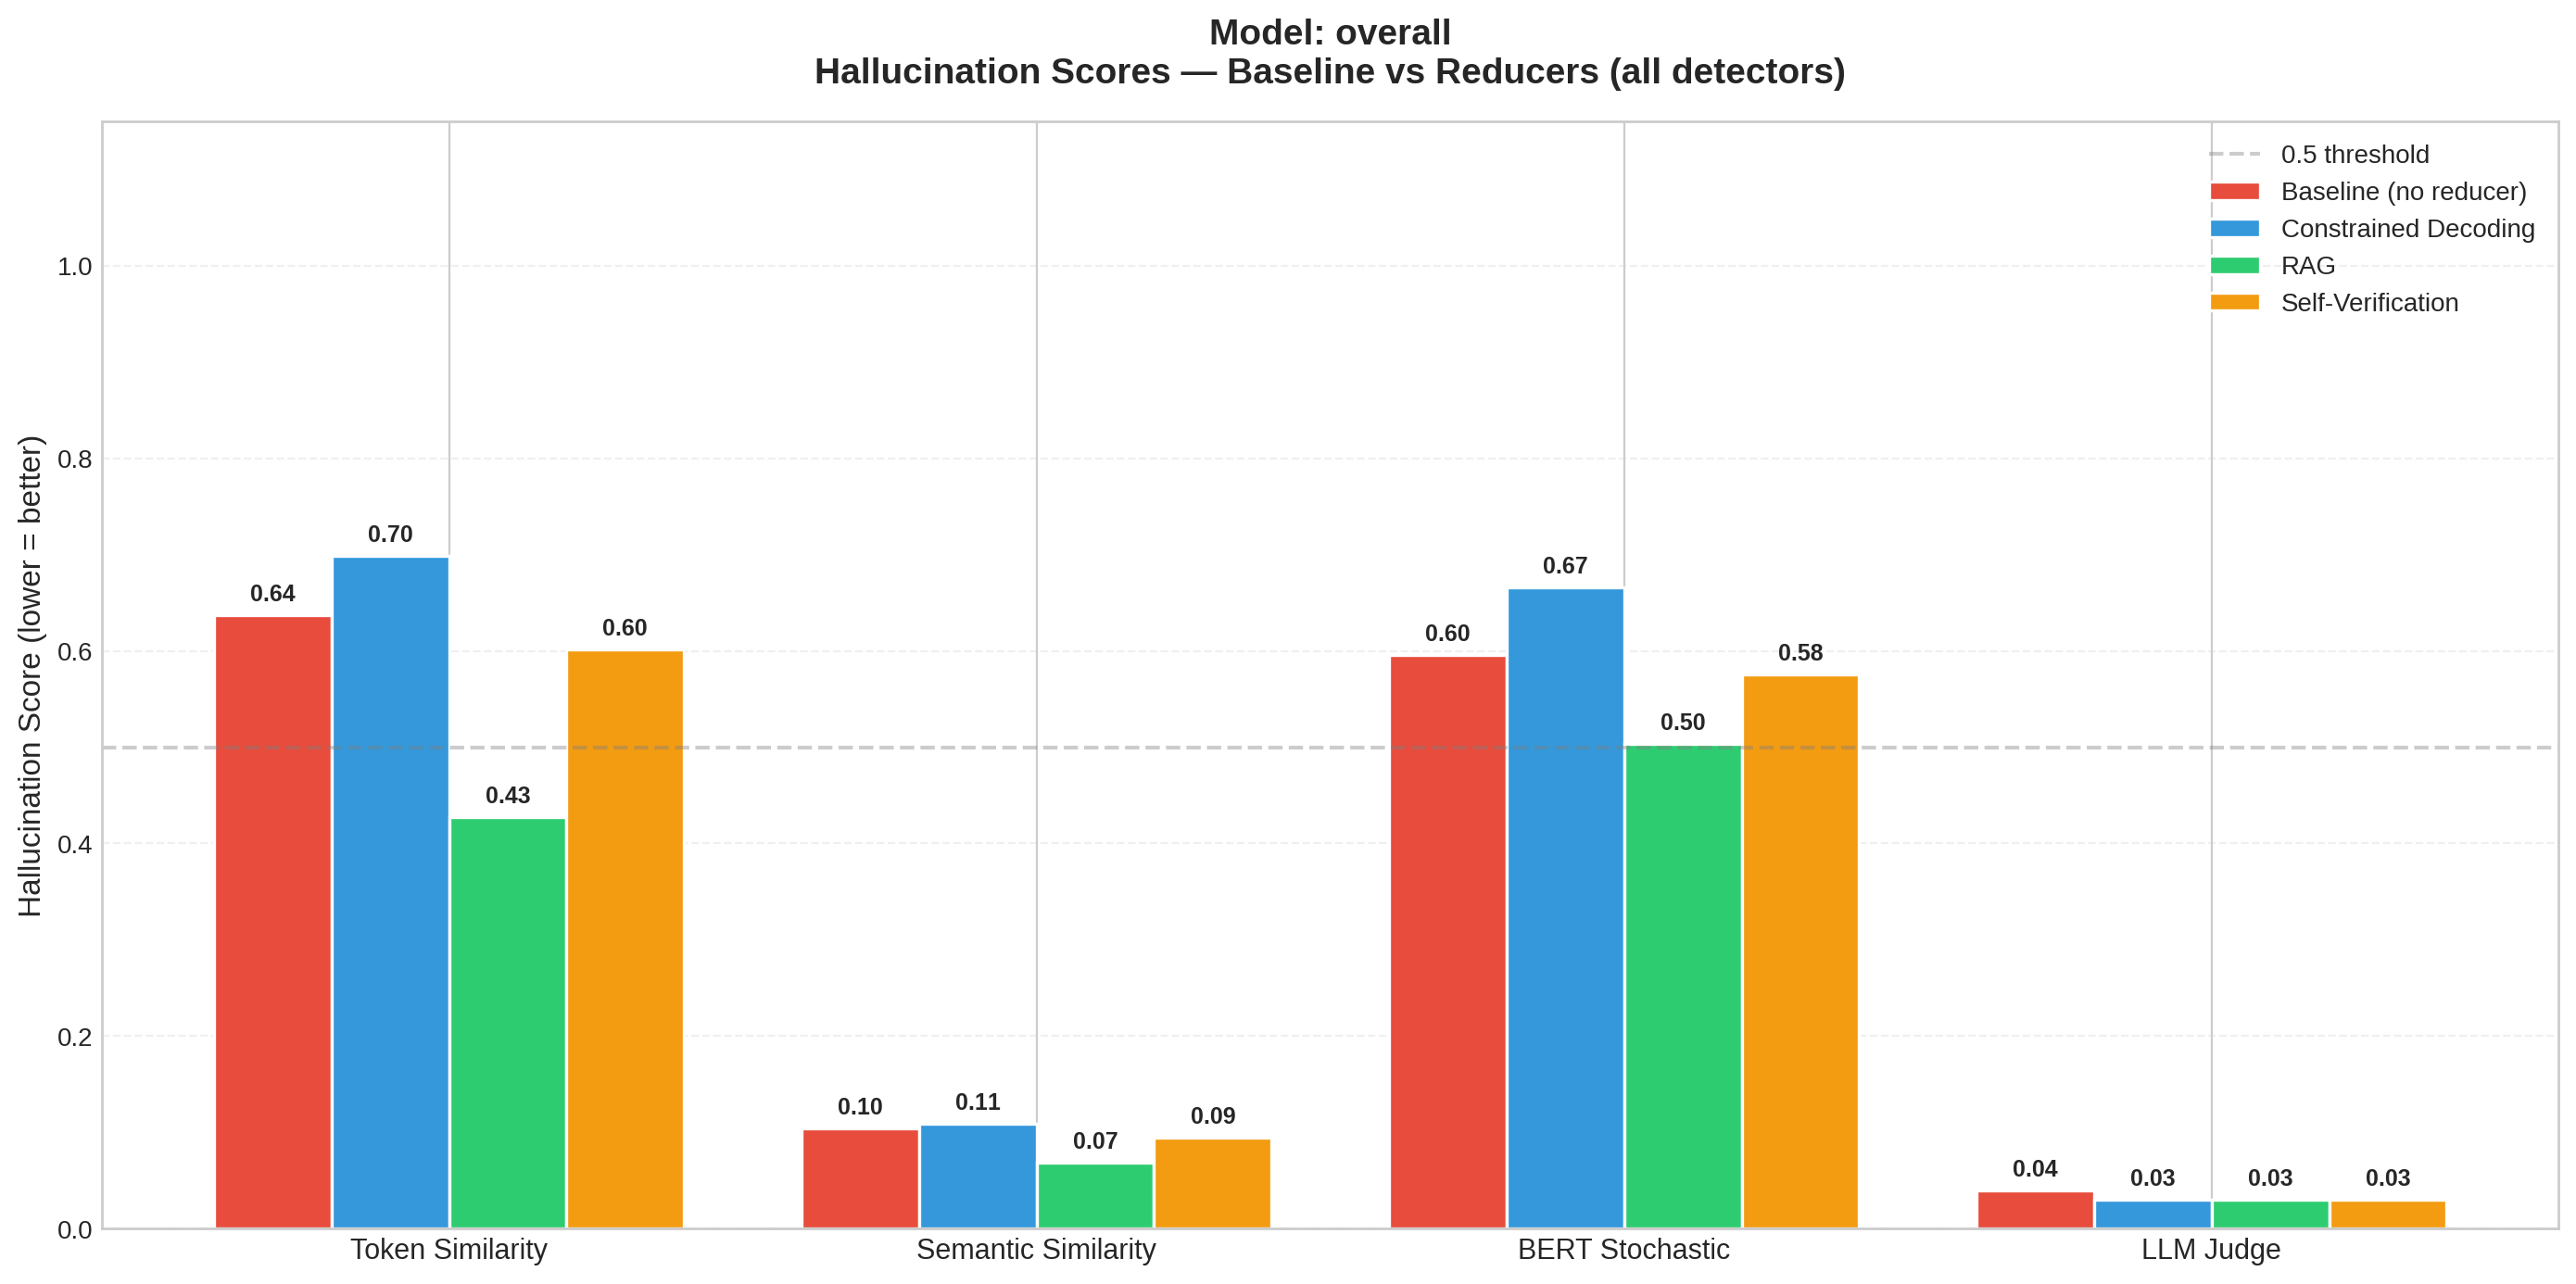 Model: overall
Hallucination Scores — Baseline vs Reducers (all detectors)
Hallucination Score (lower = better)
1.0
0.8
0.6
0.4
0.2
0.0
0.5 threshold
Baseline (no reducer)
Constrained Decoding
RAG
Self-Verification
0.64
0.70
0.43
0.60
0.10
0.11
0.07
0.09
0.60
0.67
0.50
0.58
0.04
0.03
0.03
0.03
Token Similarity
Semantic Similarity
BERT Stochastic
LLM Judge